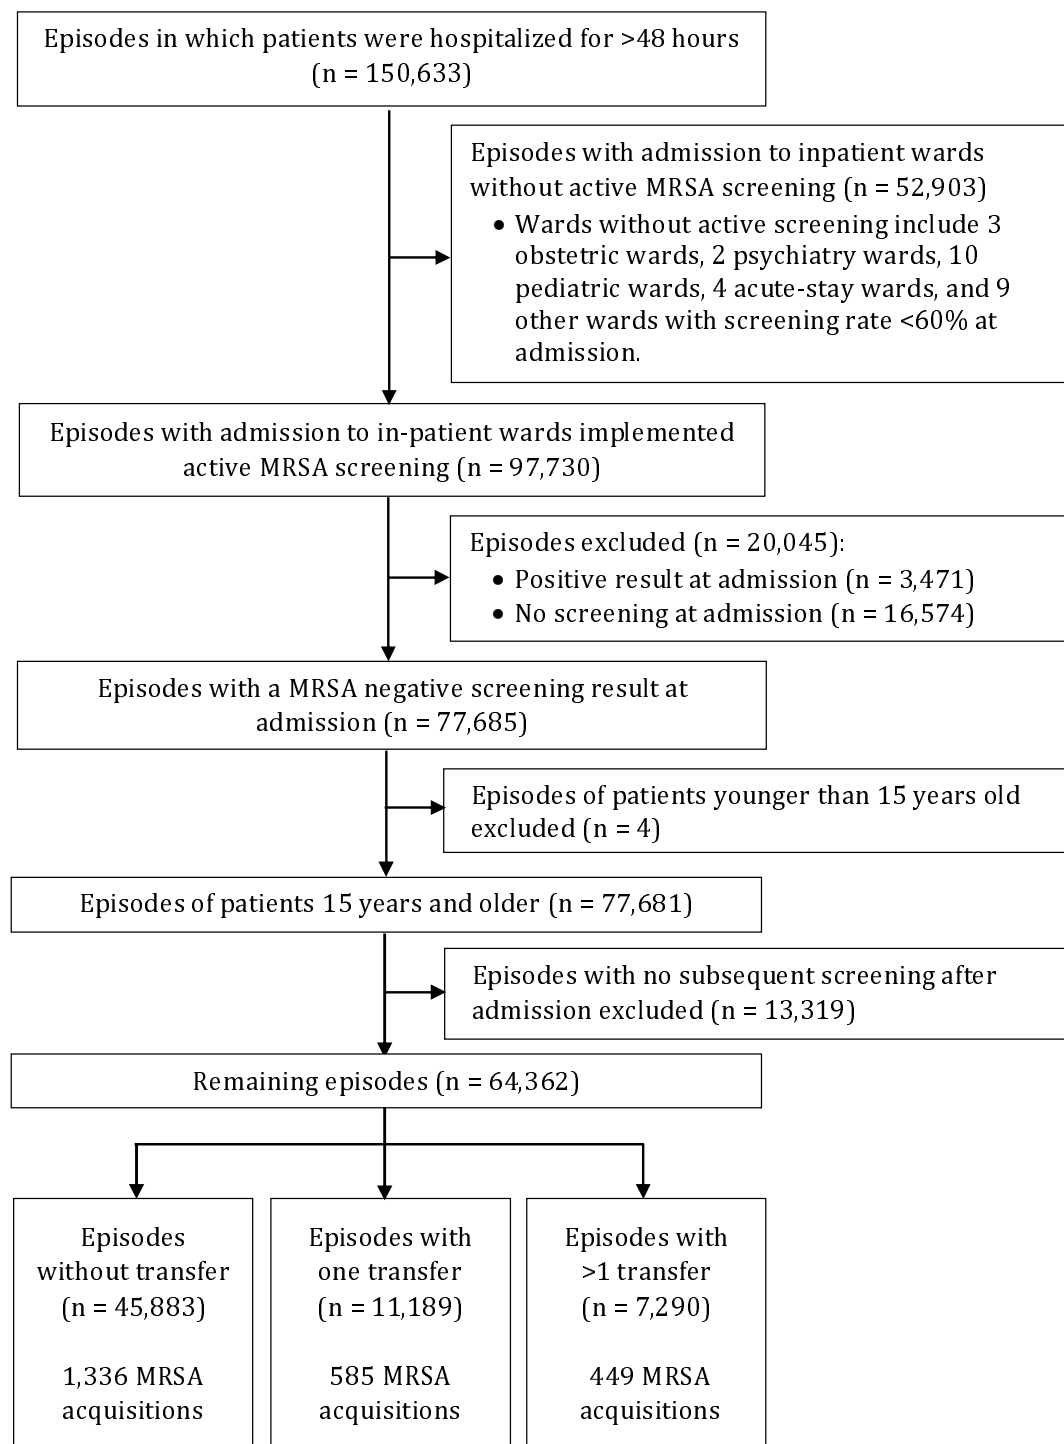 Episodes in which patients were hospitalized for >48 hours
(n = 150,633)
Episodes with admission to inpatient wards
without active MRSA screening (n = 52,903)
• Wards without active screening include 3
obstetric wards, 2 psychiatry wards, 10
pediatric wards, 4 acute-stay wards, and 9
other wards with screening rate <60% at
admission.
Episodes with admission to in-patient wards implemented
active MRSA screening (n = 97,730)
Episodes excluded (n = 20,045):
• Positive result at admission (n = 3,471)
• No screening at admission (n = 16,574)
Episodes with a MRSA negative screening result at
admission (n = 77,685)
Episodes of patients younger than 15 years old
excluded (n = 4)
Episodes of patients 15 years and older (n = 77,681)
Episodes with no subsequent screening after
admission excluded (n = 13,319)
Remaining episodes (n = 64,362)
Episodes
without transfer
(n = 45,883)
1,336 MRSA
acquisitions
Episodes with
one transfer
(n = 11,189)
585 MRSA
acquisitions
Episodes with
>1 transfer
(n = 7,290)
449 MRSA
acquisitions